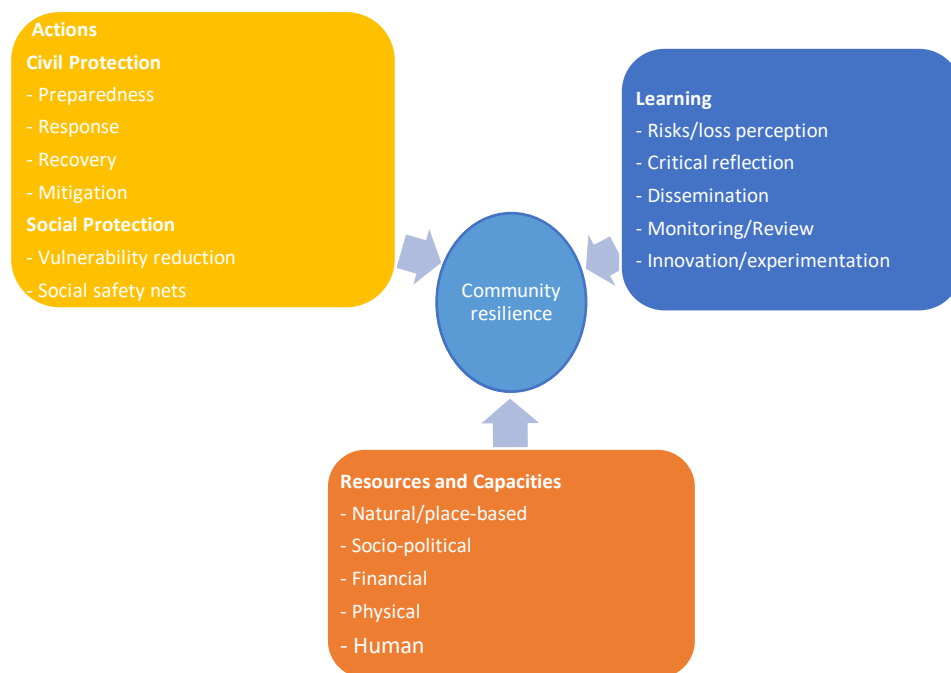 Actions
Civil Protection
- Preparedness
- Response
- Recovery
- Mitigation
Social Protection
- Vulnerability reduction
- Social safety nets
Learning
- Risks/loss perception
- Critical reflection
- Dissemination
- Monitoring/Review
- Innovation/experimentation
Community
resilience
Resources and Capacities
- Natural/place-based
- Socio-political
- Financial
- Physical
- Human